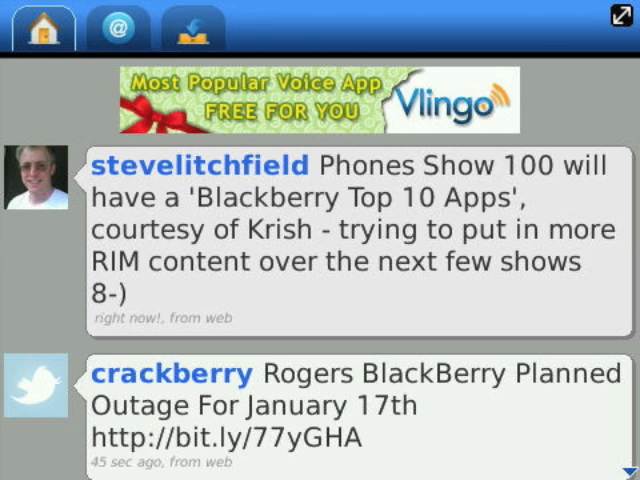 @
Most Popular Voice App
FREE FOR YOU
Vlingo
stevelitchfield Phones Show 100 will
have a 'Blackberry Top 10 Apps',
courtesy of Krish - trying to put in more
RIM content over the next few shows
8-)
right now!, from web
crackberry Rogers BlackBerry Planned
Outage For January 17th
http://bit.ly/77yGHA
45 sec ago, from web